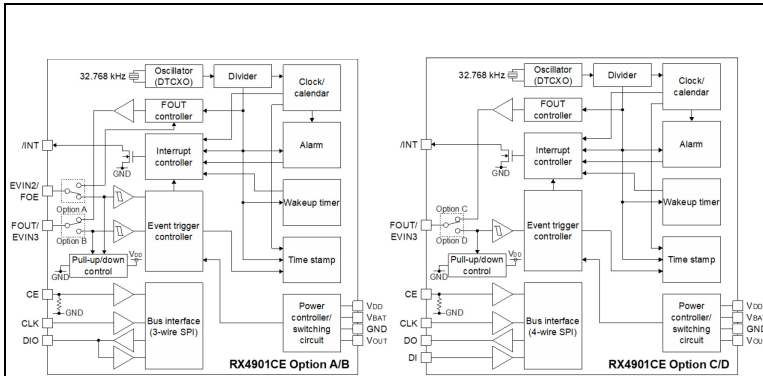 32.768 kHz
Oscillator
(DTCXO)
Divider
Clock/
calendar
FOUT
controller
/INT
GND
Interrupt
controller
Alarm
EVIN2/
FOE
Option A
Wakeup timer
FOUT/
EVIN3
Option B
Event trigger
controller
Pull-up/down
control
VDD
GND
Time stamp
CE
GND
CLK
DIO
Bus interface
(3-wire SPI)
Power
controller/
switching
circuit
VDD
VBAT
GND
VOUT
RX4901CE Option A/B
32.768 kHz
Oscillator
(DTCXO)
Divider
Clock/
calendar
FOUT
controller
/INT
GND
Interrupt
controller
Alarm
Wakeup timer
Option C
FOUT/
EVIN3
Option D
Event trigger
controller
Pull-up/down
control
VDD
GND
Time stamp
CE
GND
CLK
DO
DI
Bus interface
(4-wire SPI)
Power
controller/
switching
circuit
VDD
VBA
GND
VOU
RX4901CE Option C/D